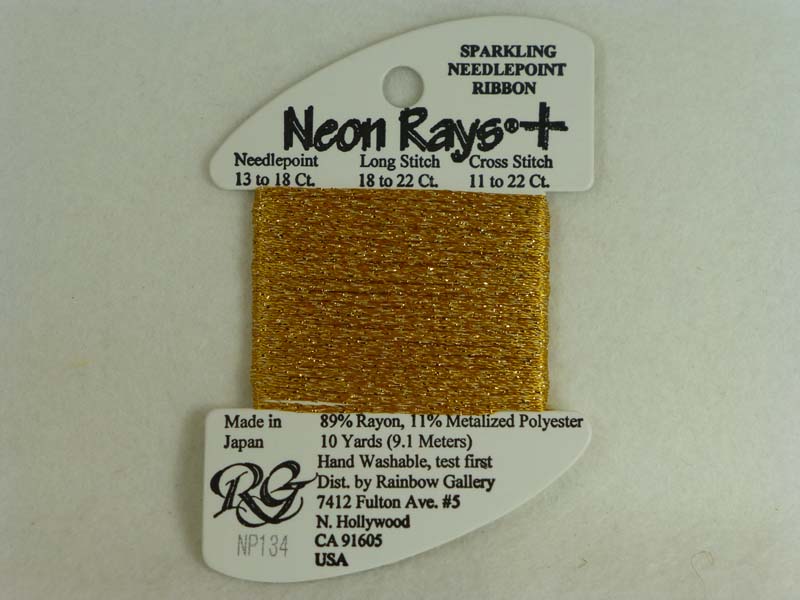 SPARKLING
NEEDLEPOINT
RIBBON
Neon Rays®+
Needlepoint Long Stitch Cross Stitch
13 to 18 Ct. 18 to 22 Ct. 11 to 22 Ct.
Made in
Japan
89% Rayon, 11% Metalized Polyester
10 Yards (9.1 Meters)
Hand Washable, test first
Dist. by Rainbow Gallery
7412 Fulton Ave. #5
N. Hollywood
CA 91605
USA
RG
NP134